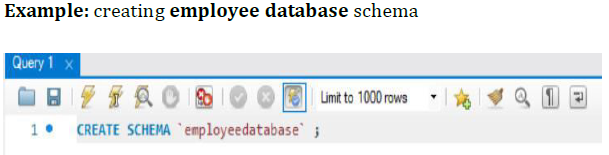 Example: creating employee database schema
Query 1 x
Limit to 1000 rows
1 CREATE SCHEMA `employeedatabase` ;